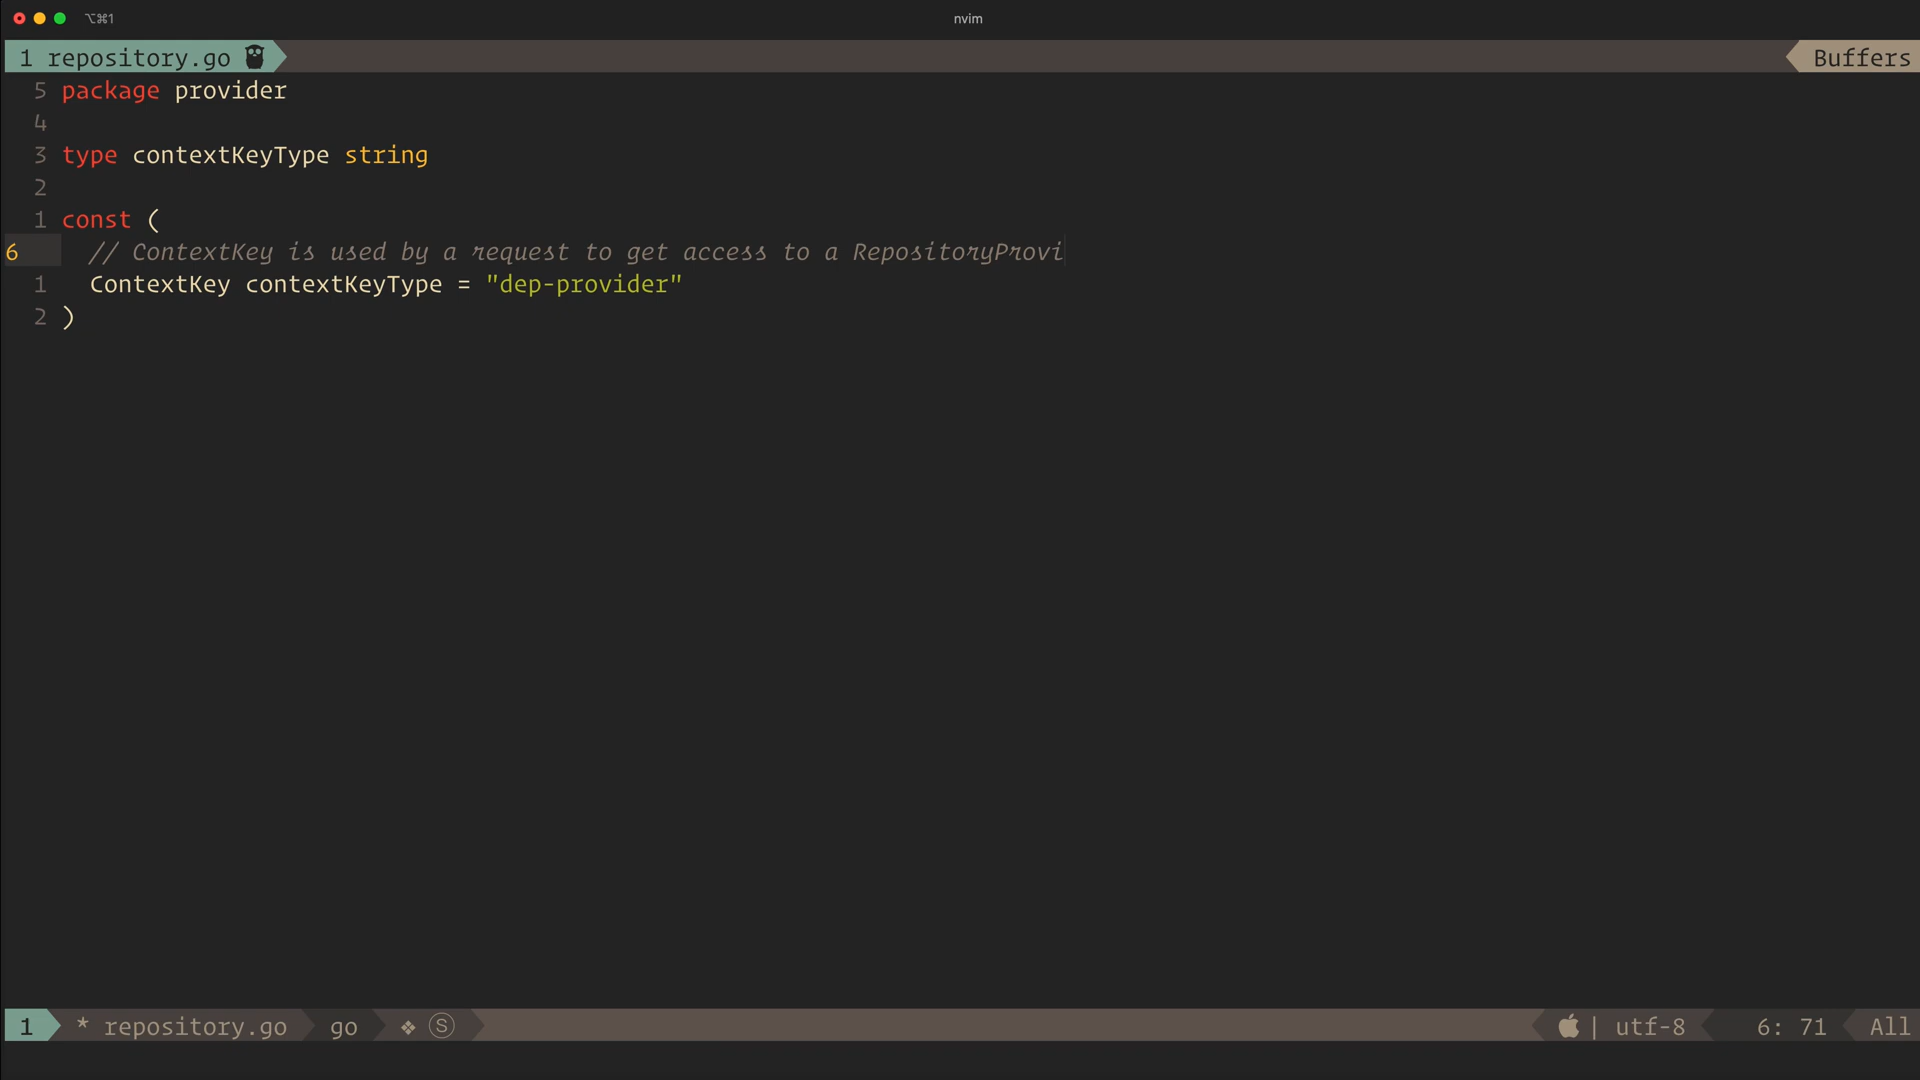 ⌥⌘1
nvim
1 repository.go
Buffers
5 package provider
4
3 type contextKeyType string
2
1 const (
6 // ContextKey is used by a request to get access to a RepositoryProvi
1 ContextKey contextKeyType = "dep-provider"
2 )
1 * repository.go go ❖ Ⓢ | utf-8 6: 71 All